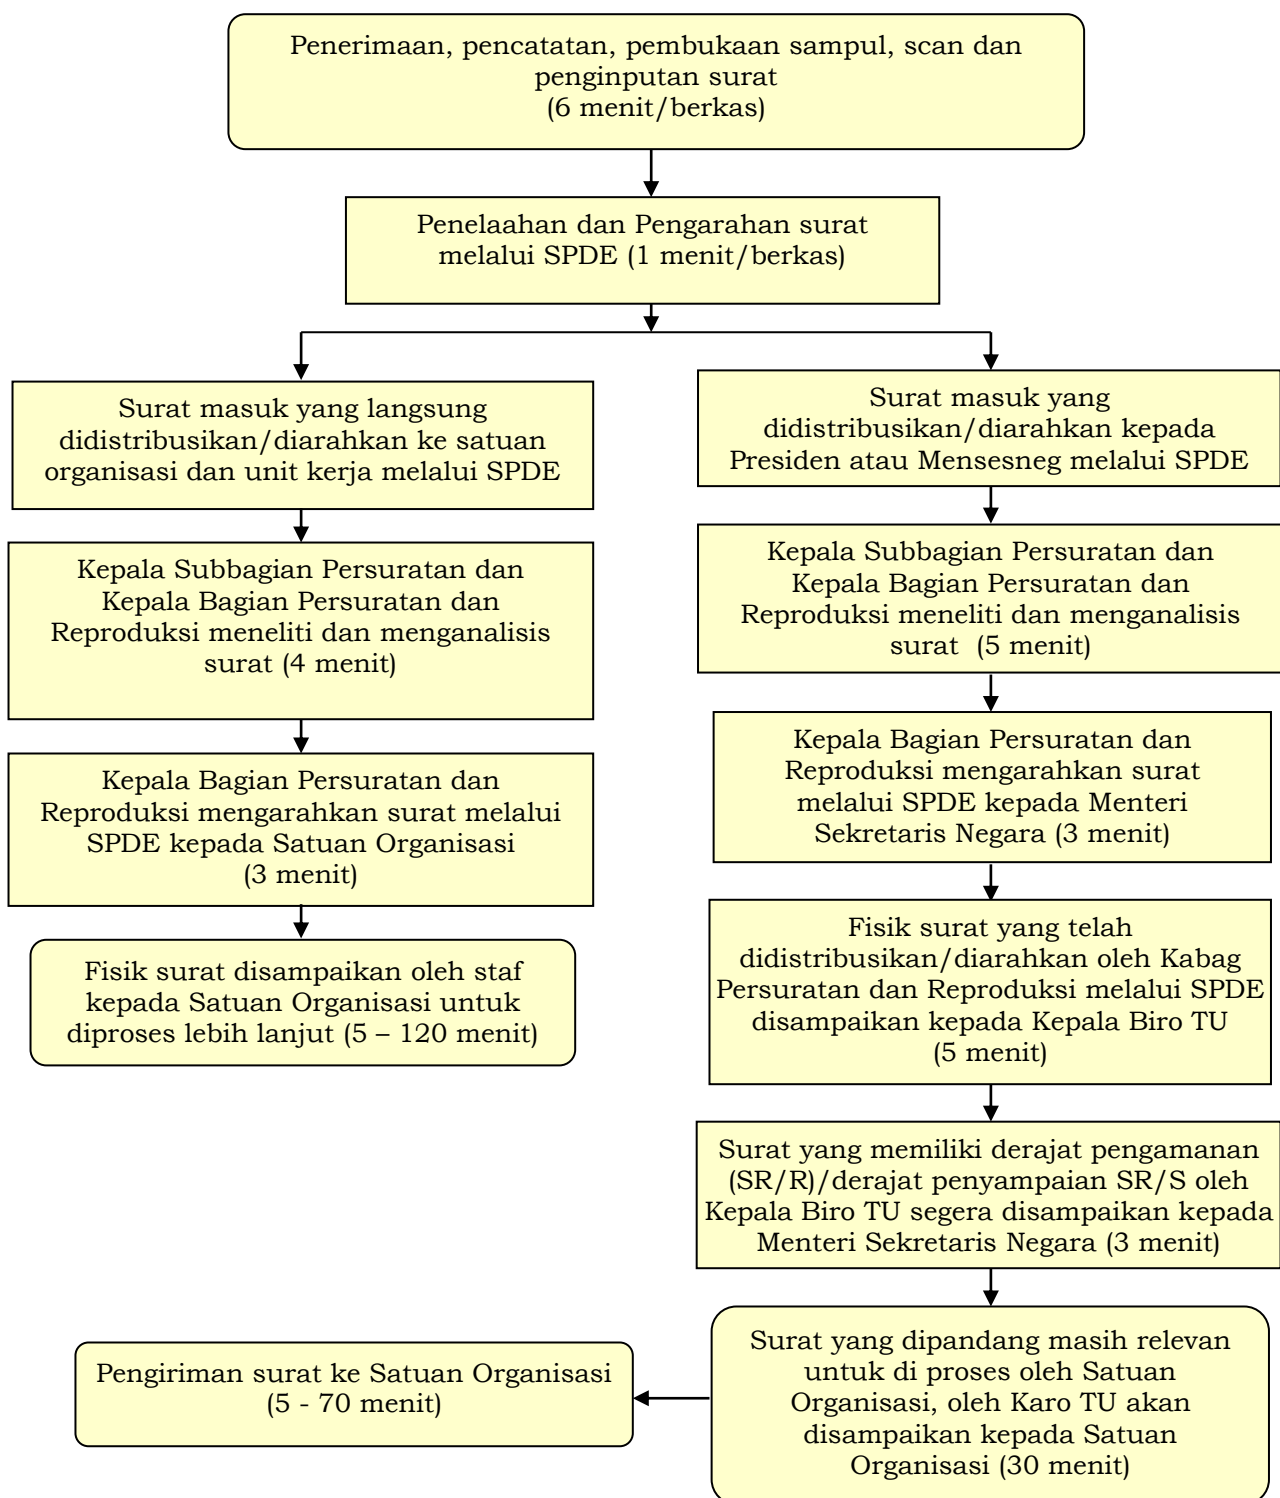 Penerimaan, pencatatan, pembukaan sampul, scan dan
penginputan surat
(6 menit/berkas)
Penelaahan dan Pengarahan surat
melalui SPDE (1 menit/berkas)
Surat masuk yang langsung
didistribusikan/diarahkan ke satuan
organisasi dan unit kerja melalui SPDE
Kepala Subbagian Persuratan dan
Kepala Bagian Persuratan dan
Reproduksi meneliti dan menganalisis
surat (4 menit)
Kepala Bagian Persuratan dan
Reproduksi mengarahkan surat melalui
SPDE kepada Satuan Organisasi
(3 menit)
Fisik surat disampaikan oleh staf
kepada Satuan Organisasi untuk
diproses lebih lanjut (5 – 120 menit)
Surat masuk yang
didistribusikan/diarahkan kepada
Presiden atau Mensesneg melalui SPDE
Kepala Subbagian Persuratan dan
Kepala Bagian Persuratan dan
Reproduksi meneliti dan menganalisis
surat (5 menit)
Kepala Bagian Persuratan dan
Reproduksi mengarahkan surat
melalui SPDE kepada Menteri
Sekretaris Negara (3 menit)
Fisik surat yang telah
didistribusikan/diarahkan oleh Kabag
Persuratan dan Reproduksi melalui SPDE
disampaikan kepada Kepala Biro TU
(5 menit)
Surat yang memiliki derajat pengamanan
(SR/R)/derajat penyampaian SR/S oleh
Kepala Biro TU segera disampaikan kepada
Menteri Sekretaris Negara (3 menit)
Surat yang dipandang masih relevan
untuk di proses oleh Satuan
Organisasi, oleh Karo TU akan
disampaikan kepada Satuan
Organisasi (30 menit)
Pengiriman surat ke Satuan Organisasi
(5 - 70 menit)